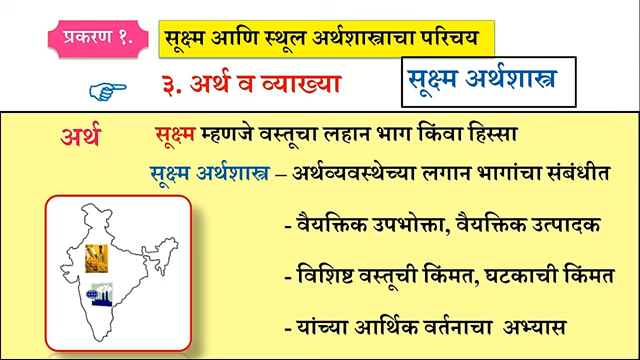 प्रकरण १.
सूक्ष्म आणि स्थूल अर्थशास्त्राचा परिचय
३. अर्थ व व्याख्या
सूक्ष्म अर्थशास्त्र
अर्थ
सूक्ष्म म्हणजे वस्तूचा लहान भाग किंवा हिस्सा
सूक्ष्म अर्थशास्त्र – अर्थव्यवस्थेच्या लगान भागांचा संबंधीत
- वैयक्तिक उपभोक्ता, वैयक्तिक उत्पादक
- विशिष्ट वस्तूची किंमत, घटकाची किंमत
- यांच्या आर्थिक वर्तनाचा अभ्यास